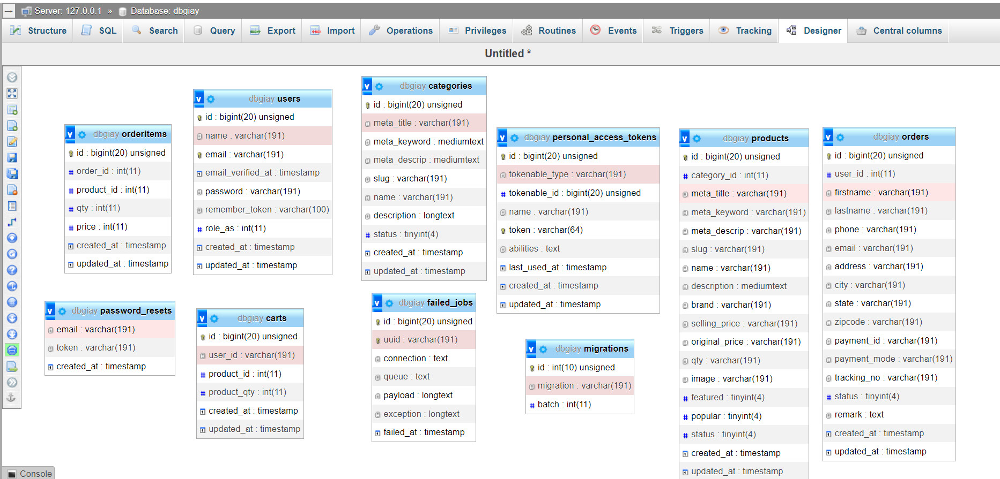 Server: 127.0.0.1 » Database: dbgiay
Structure SQL Search Query Export Import Operations Privileges Routines Events Triggers Tracking Designer Central columns
Untitled *
dbgiay orderitems
id : bigint(20) unsigned
order_id : int(11)
product_id : int(11)
qty : int(11)
price : int(11)
created_at : timestamp
updated_at : timestamp
dbgiay users
id : bigint(20) unsigned
name : varchar(191)
email : varchar(191)
email_verified_at : timestamp
password : varchar(191)
remember_token : varchar(100)
role_as : int(11)
created_at : timestamp
updated_at : timestamp
dbgiay categories
id : bigint(20) unsigned
meta_title : varchar(191)
meta_keyword : mediumtext
meta_descrip : mediumtext
slug : varchar(191)
name : varchar(191)
description : longtext
status : tinyint(4)
created_at : timestamp
updated_at : timestamp
dbgiay personal_access_tokens
id : bigint(20) unsigned
tokenable_type : varchar(191)
tokenable_id : bigint(20) unsigned
name : varchar(191)
token : varchar(64)
abilities : text
last_used_at : timestamp
created_at : timestamp
updated_at : timestamp
dbgiay products
id : bigint(20) unsigned
category_id : int(11)
meta_title : varchar(191)
meta_keyword : varchar(191)
meta_descrip : varchar(191)
slug : varchar(191)
name : varchar(191)
description : mediumtext
brand : varchar(191)
selling_price : varchar(191)
original_price : varchar(191)
qty : varchar(191)
image : varchar(191)
featured : tinyint(4)
popular : tinyint(4)
status : tinyint(4)
created_at : timestamp
updated_at : timestamp
dbgiay orders
id : bigint(20) unsigned
user_id : int(11)
firstname : varchar(191)
lastname : varchar(191)
phone : varchar(191)
email : varchar(191)
address : varchar(191)
city : varchar(191)
state : varchar(191)
zipcode : varchar(191)
payment_id : varchar(191)
payment_mode : varchar(191)
tracking_no : varchar(191)
status : tinyint(4)
remark : text
created_at : timestamp
updated_at : timestamp
dbgiay password_resets
email : varchar(191)
token : varchar(191)
created_at : timestamp
dbgiay carts
id : bigint(20) unsigned
user_id : varchar(191)
product_id : int(11)
product_qty : int(11)
created_at : timestamp
updated_at : timestamp
dbgiay failed_jobs
id : bigint(20) unsigned
uuid : varchar(191)
connection : text
queue : text
payload : longtext
exception : longtext
failed_at : timestamp
dbgiay migrations
id : int(10) unsigned
migration : varchar(191)
batch : int(11)
Console